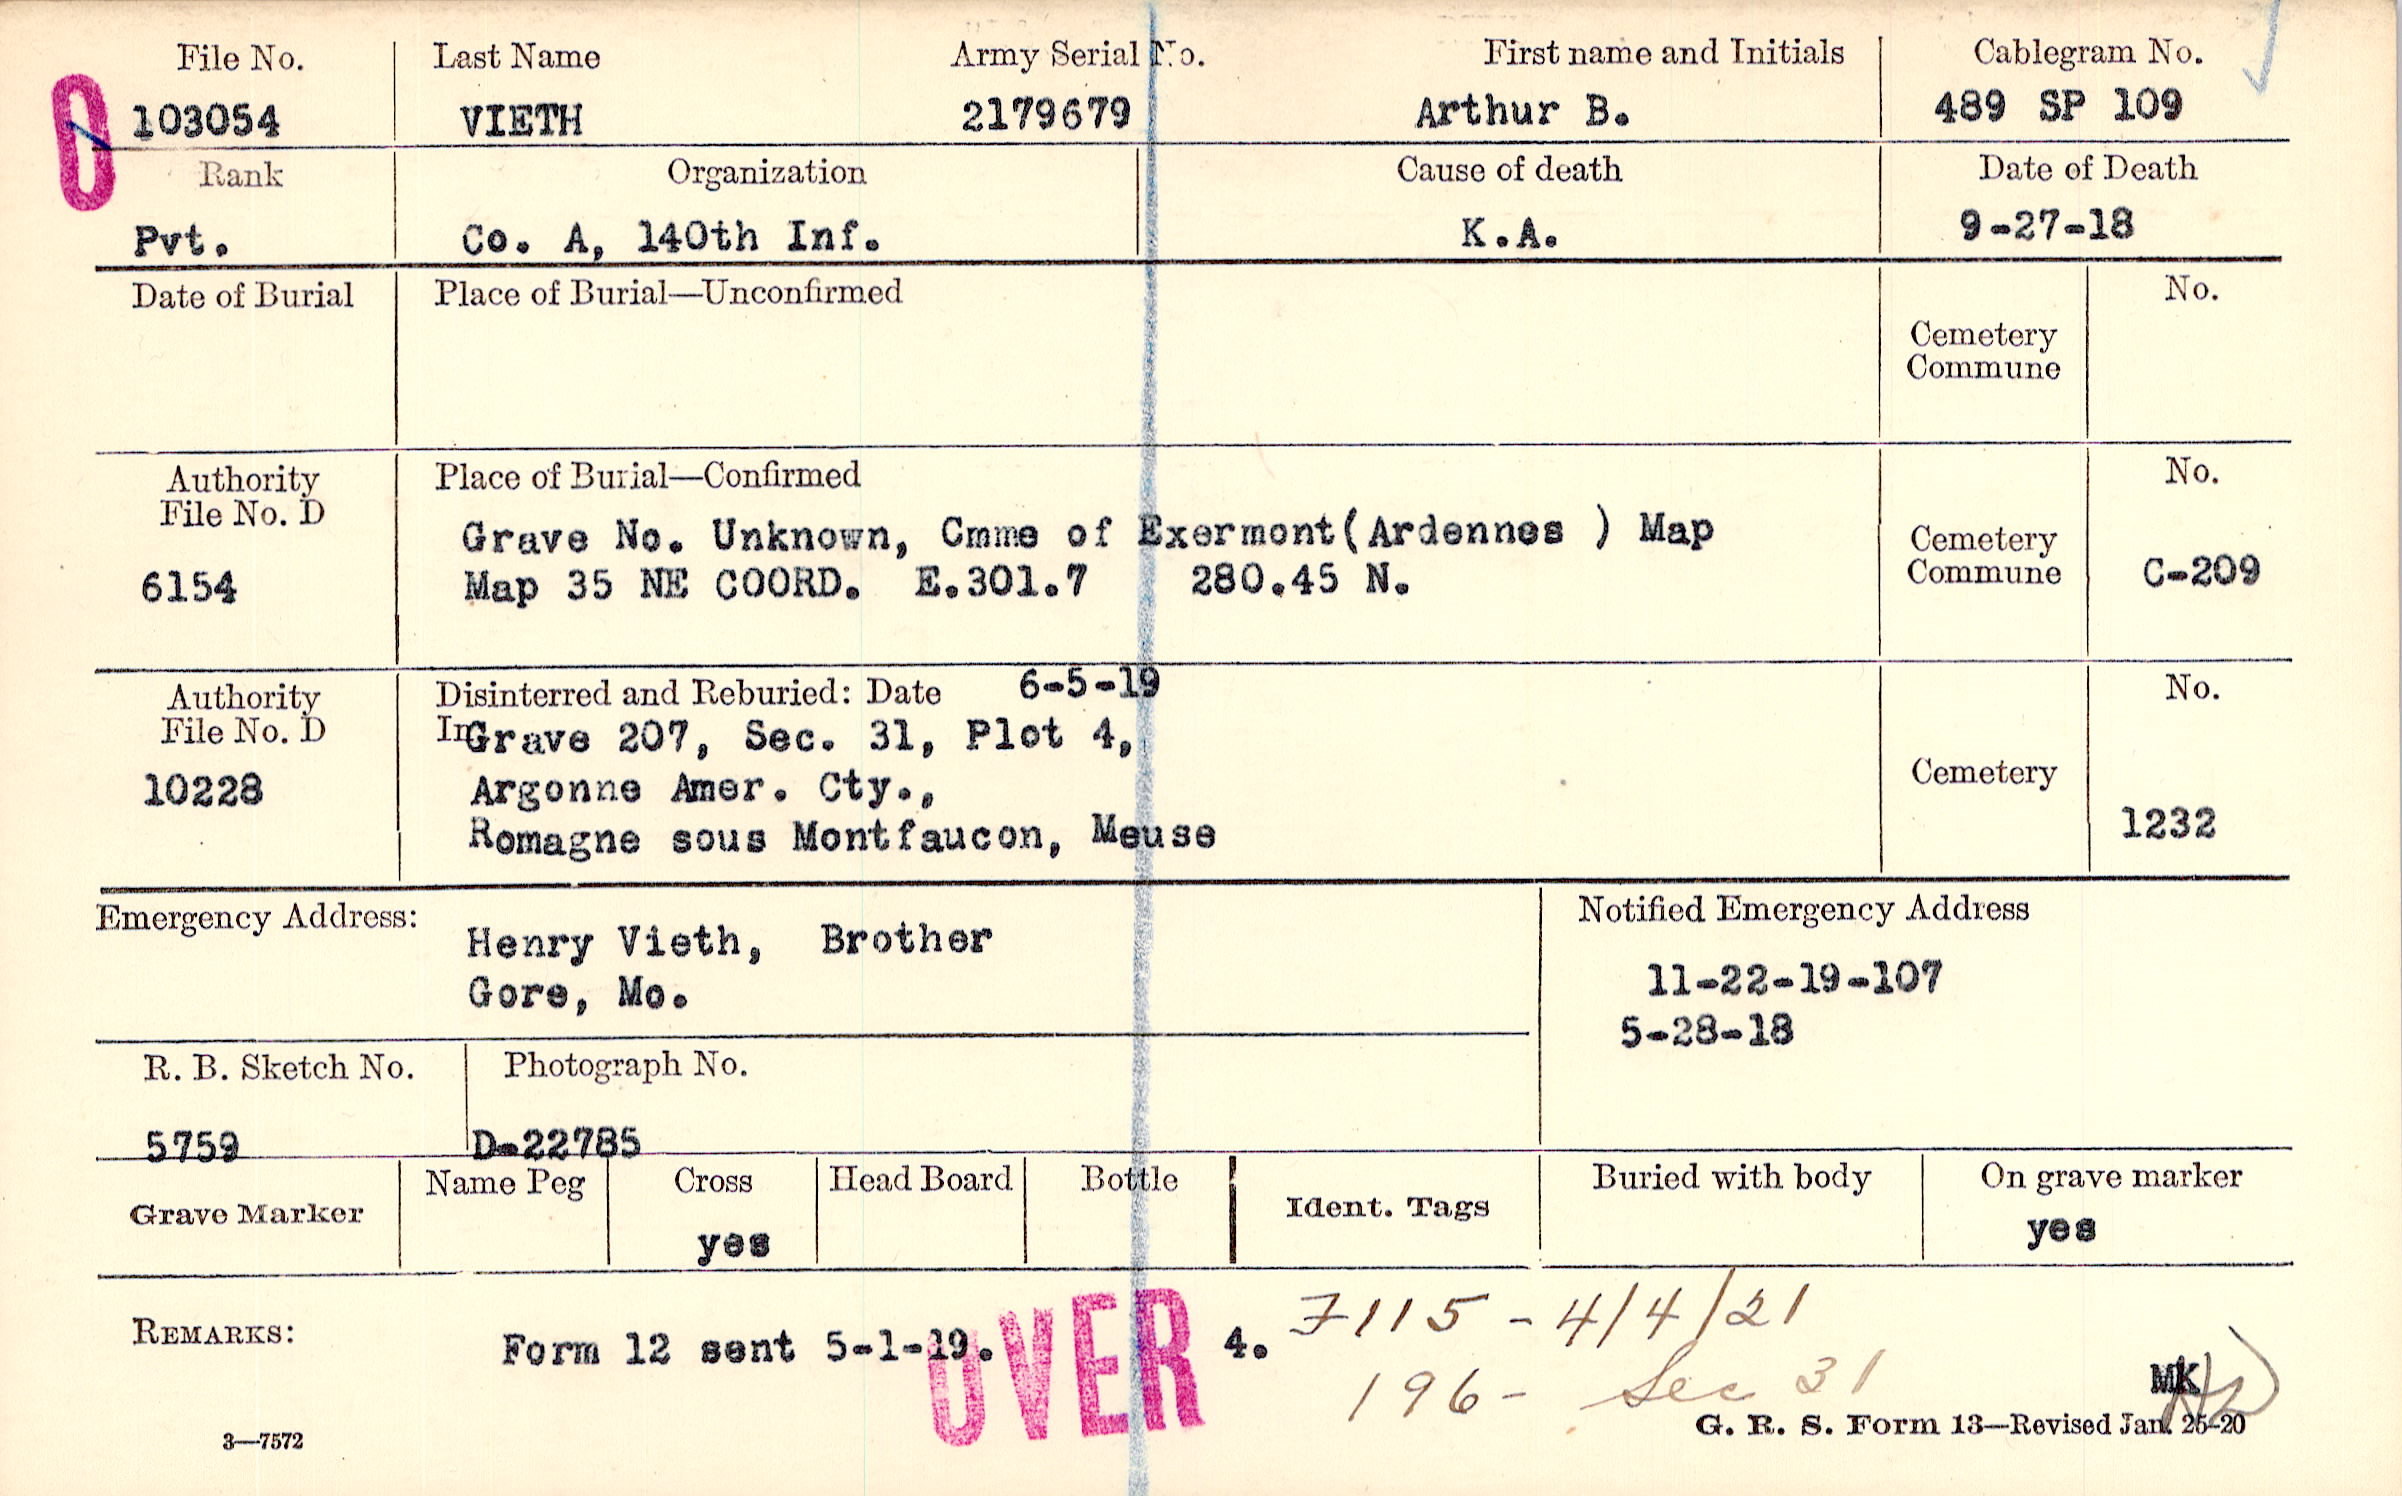 File No. Last Name Army Serial No. First name and Initials Cablegram No.
0 103054 VIETH 2179679 Arthur B. 489 SP 109
Rank Organization Cause of death Date of Death
Pvt. Co. A, 140th Inf. K.A. 9-27-18
Date of Burial Place of Burial—Unconfirmed No.
Cemetery
Commune
Authority Place of Burial—Confirmed No.
File No. D
Grave No. Unknown, Cmme of Exermont(Ardennes ) Map
Cemetery
6154 Map 35 NE COORD. E.301.7 280.45 N. Commune C-209
Authority Disinterred and Reburied: Date 6-5-19 No.
File No. D In Grave 207, Sec. 31, Plot 4,
10228 Argonne Amer. Cty., Cemetery
Romagne sous Montfaucon, Meuse 1232
Emergency Address: Notified Emergency Address
Henry Vieth, Brother
Gore, Mo. 11-22-19-107
5-28-18
R. B. Sketch No. Photograph No.
5759 D-22785
Grave Marker Name Peg Cross Head Board Bottle Ident. Tags Buried with body On grave marker
yes yes
REMARKS: Form 12 sent 5-1-19. OVER 4. 7115 - 4/4/21
196 - Sec 31
MK
3—7572 G. R. S. Form 13—Revised Jan. 25-20